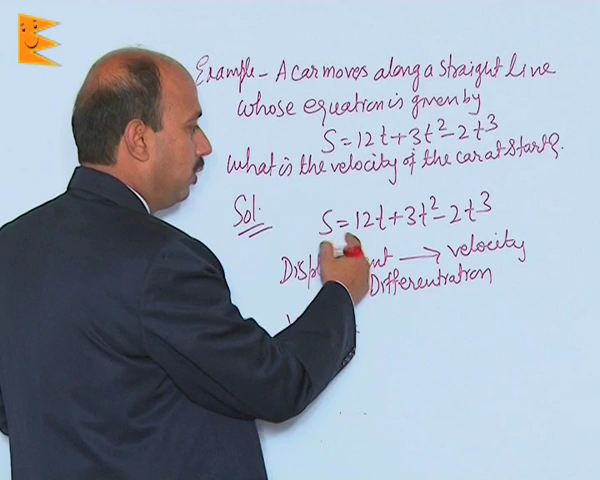 Example - A car moves along a straight line
whose equation is given by
S=12t+3t²-2t³
what is the velocity of the car at start?
Sol.
S=12t+3t²-2t³
→ velocity